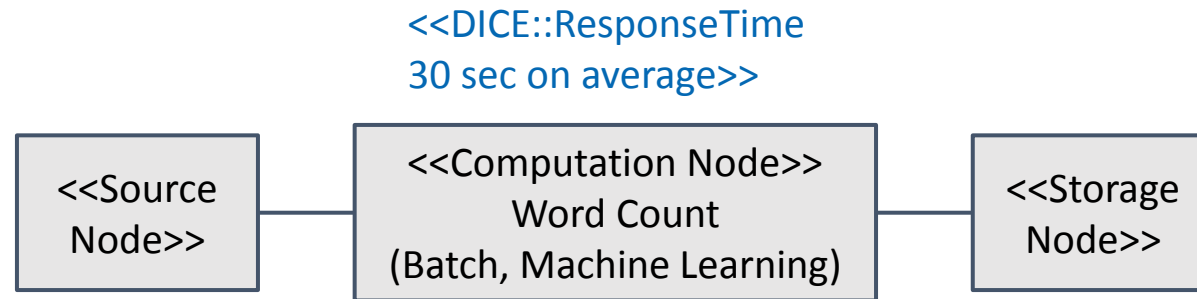 <<DICE::ResponseTime
30 sec on average>>
<<Source
Node>>
<<Computation Node>>
Word Count
(Batch, Machine Learning)
<<Storage
Node>>